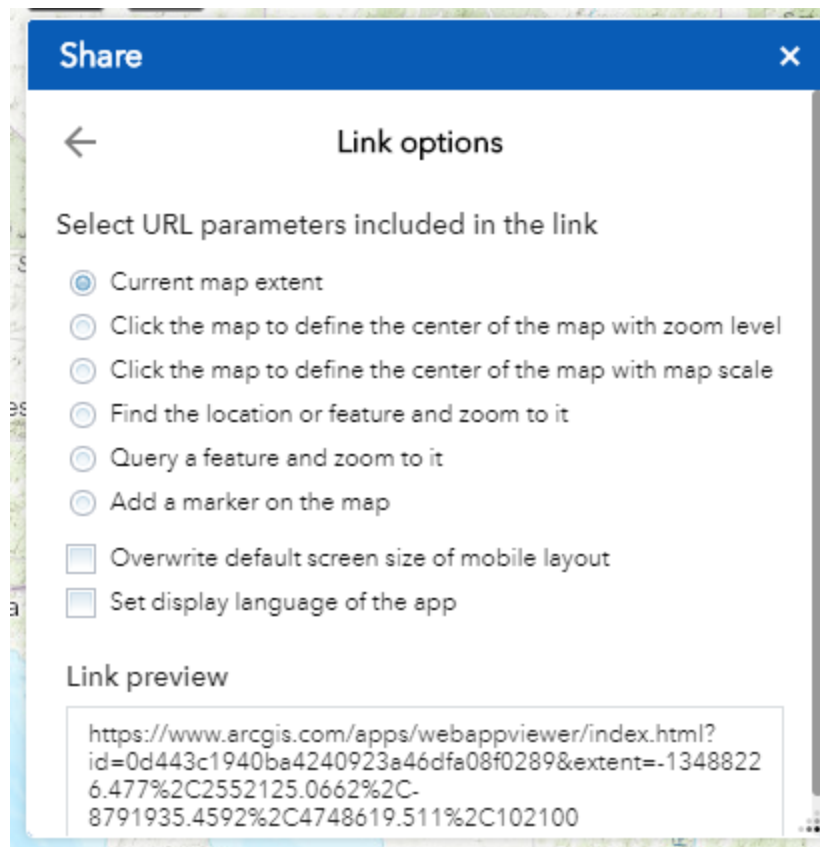 Share
Link options
Select URL parameters included in the link
Current map extent
Click the map to define the center of the map with zoom level
Click the map to define the center of the map with map scale
Find the location or feature and zoom to it
Query a feature and zoom to it
Add a marker on the map
Overwrite default screen size of mobile layout
Set display language of the app
Link preview
https://www.arcgis.com/apps/webappviewer/index.html?
id=0d443c1940ba4240923a46dfa08f0289&extent=-1348822
6.477%2C2552125.0662%2C-
8791935.4592%2C4748619.511%2C102100